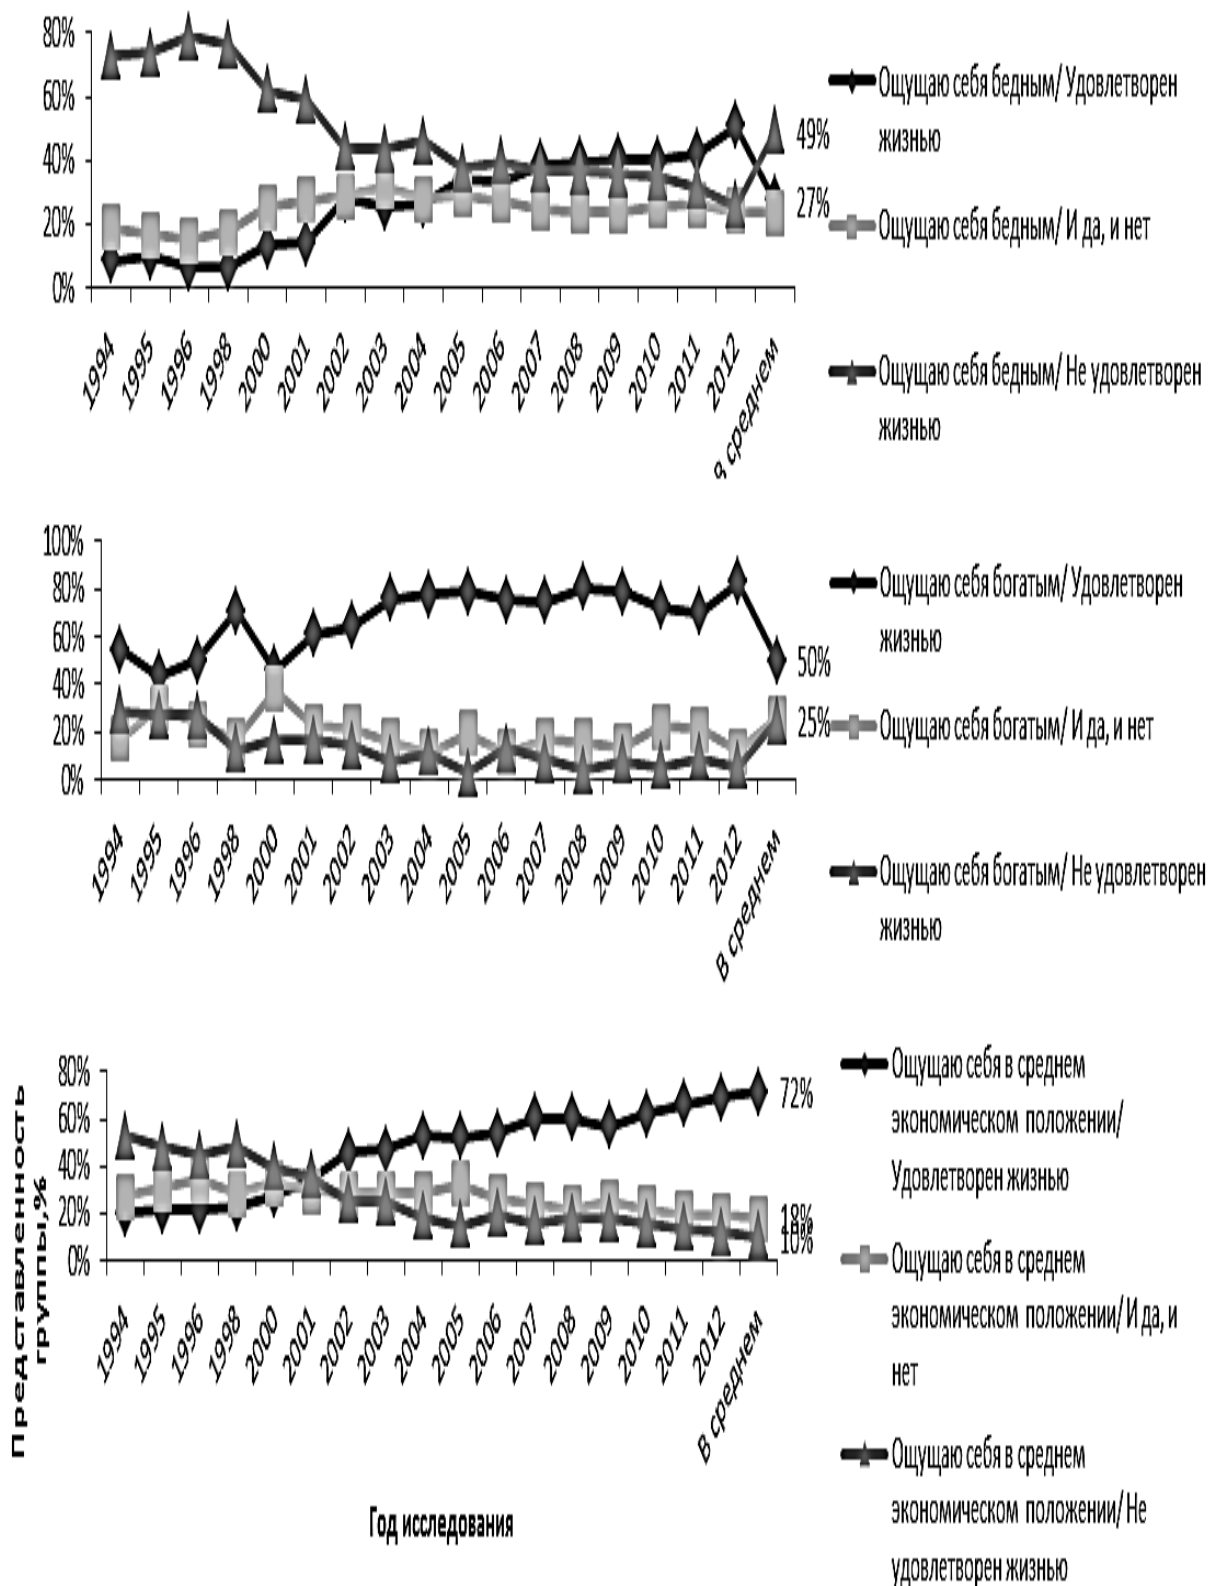 80%
60%
40%
20%
0%
49%
27%
1994
1995
1996
1998
2000
2001
2002
2003
2004
2005
2006
2007
2008
2009
2010
2011
2012
В среднем
Ощущаю себя бедным/ Удовлетворен
жизнью
Ощущаю себя бедным/ И да, и нет
Ощущаю себя бедным/ Не удовлетворен
жизнью
100%
80%
60%
40%
20%
0%
50%
25%
1994
1995
1996
1998
2000
2001
2002
2003
2004
2005
2006
2007
2008
2009
2010
2011
2012
В среднем
Ощущаю себя богатым/ Удовлетворен
жизнью
Ощущаю себя богатым/ И да, и нет
Ощущаю себя богатым/ Не удовлетворен
жизнью
Представленность
группы,%
80%
60%
40%
20%
0%
72%
18%
10%
1994
1995
1996
1998
2000
2001
2002
2003
2004
2005
2006
2007
2008
2009
2010
2011
2012
В среднем
Год исследования
Ощущаю себя в среднем
экономическом положении/
Удовлетворен жизнью
Ощущаю себя в среднем
экономическом положении/ И да, и
нет
Ощущаю себя в среднем
экономическом положении/ Не
удовлетворен жизнью